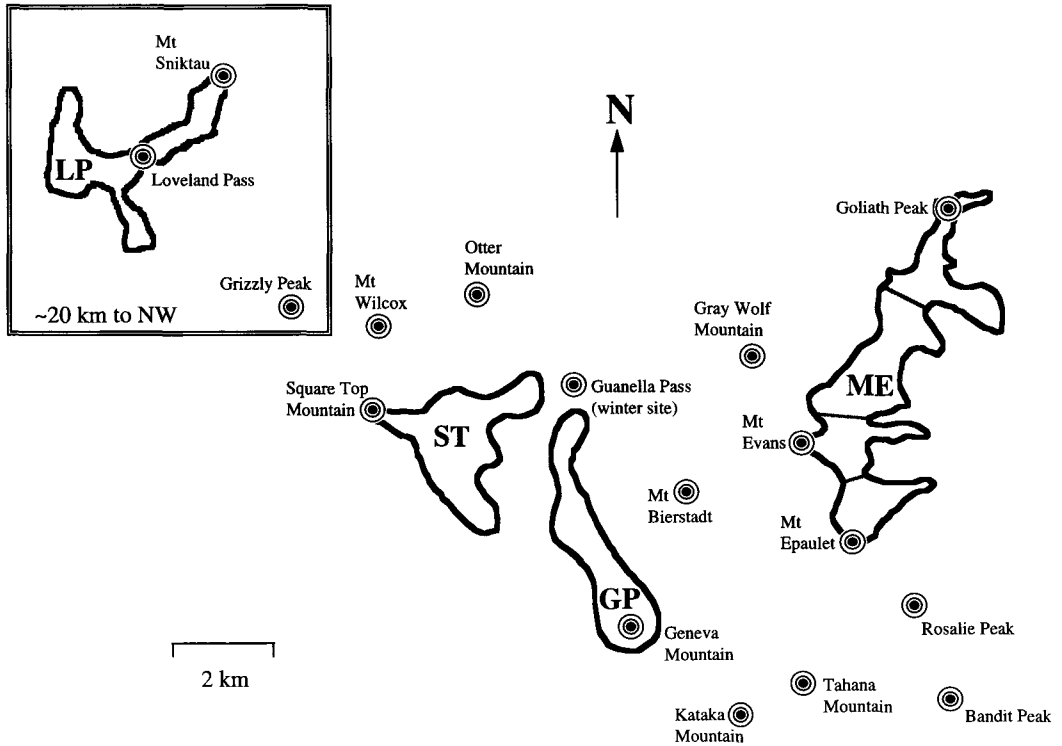 Mt
Sniktau
LP
Loveland Pass
Grizzly Peak
~20 km to NW
N
Goliath Peak
Otter
Mountain
Mt
Wilcox
Gray Wolf
Mountain
Square Top
Mountain
ST
Guanella Pass
(winter site)
ME
Mt
Evans
Mt
Bierstadt
Mt
Epaulet
GP
Geneva
Mountain
Rosalie Peak
2 km
Tahana
Mountain
Kataka
Mountain
Bandit Peak